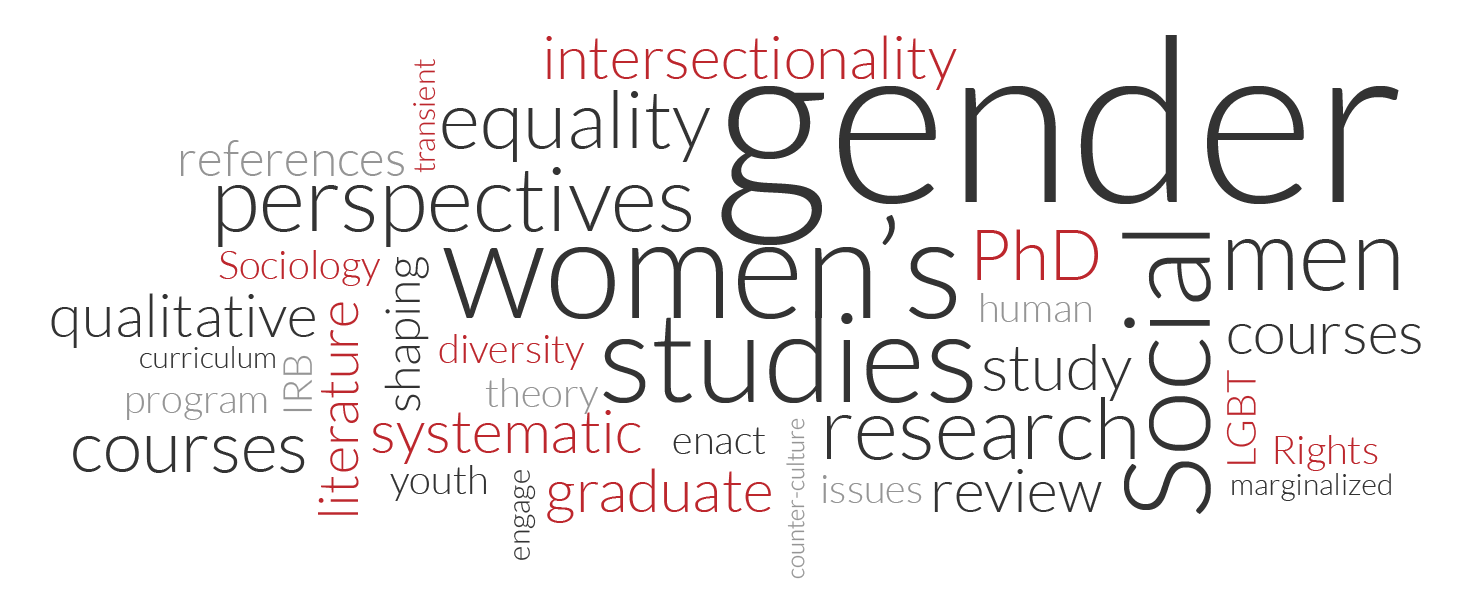 intersectionality
gender
transient
equality
references
perspectives
women's
PhD
Social
men
Sociology
shaping
human
qualitative
literature
courses
curriculum
diversity
studies
study
IRB
program
theory
LGBT
research
systematic
enact
counter-culture
courses
Rights
youth
engage
graduate
issues
review
marginalized